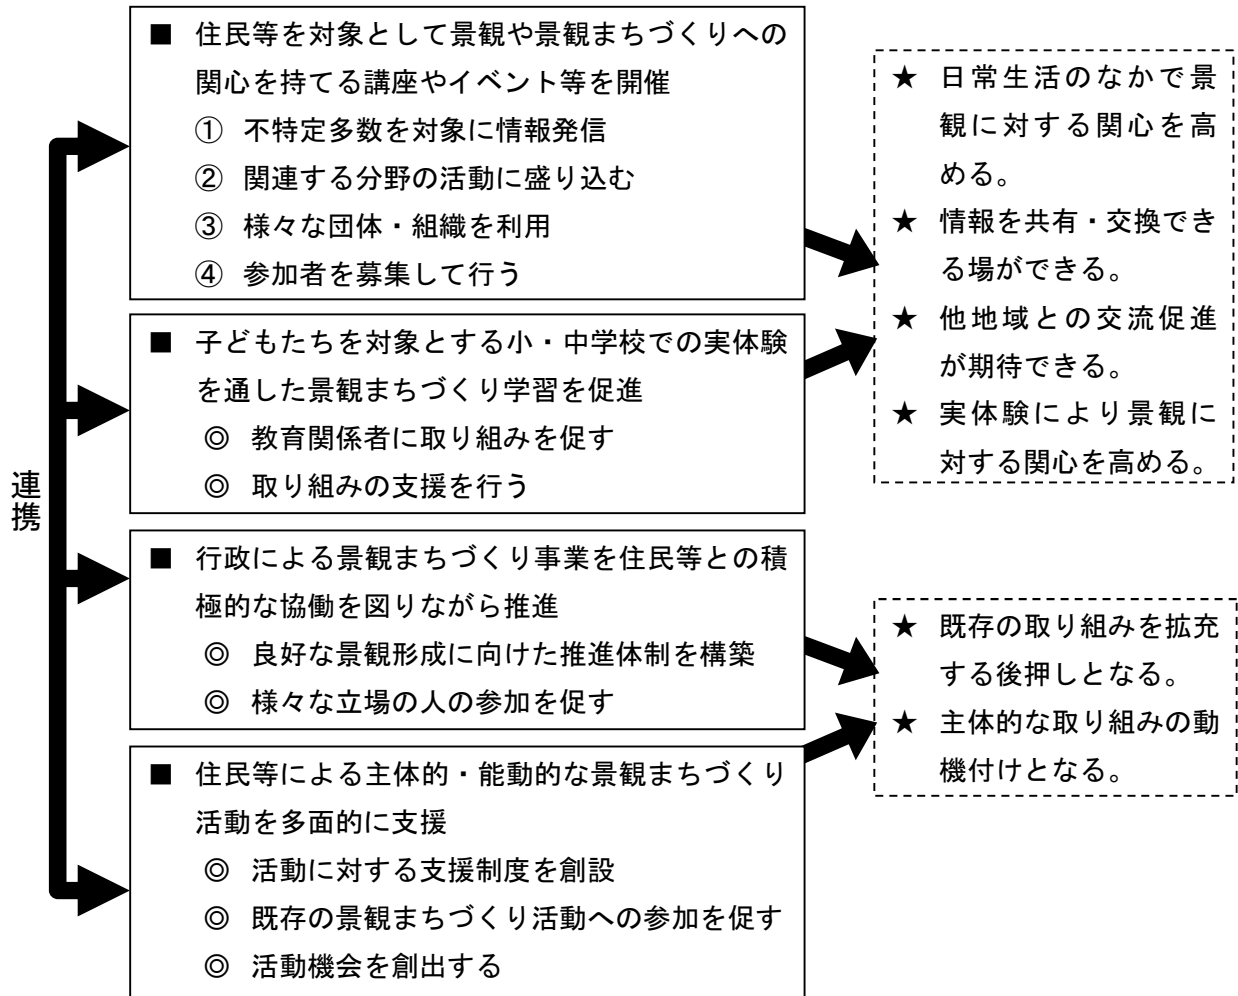 連携
■ 住民等を対象として景観や景観まちづくりへの
関心を持てる講座やイベント等を開催
① 不特定多数を対象に情報発信
② 関連する分野の活動に盛り込む
③ 様々な団体・組織を利用
④ 参加者を募集して行う
■ 子どもたちを対象とする小・中学校での実体験
を通した景観まちづくり学習を促進
◎ 教育関係者に取り組みを促す
◎ 取り組みの支援を行う
■ 行政による景観まちづくり事業を住民等との積
極的な協働を図りながら推進
◎ 良好な景観形成に向けた推進体制を構築
◎ 様々な立場の人の参加を促す
■ 住民等による主体的・能動的な景観まちづくり
活動を多面的に支援
◎ 活動に対する支援制度を創設
◎ 既存の景観まちづくり活動への参加を促す
◎ 活動機会を創出する
★ 日常生活のなかで景
観に対する関心を高
める。
★ 情報を共有・交換でき
る場ができる。
★ 他地域との交流促進
が期待できる。
★ 実体験により景観に
対する関心を高める。
★ 既存の取り組みを拡充
する後押しとなる。
★ 主体的な取り組みの動
機付けとなる。